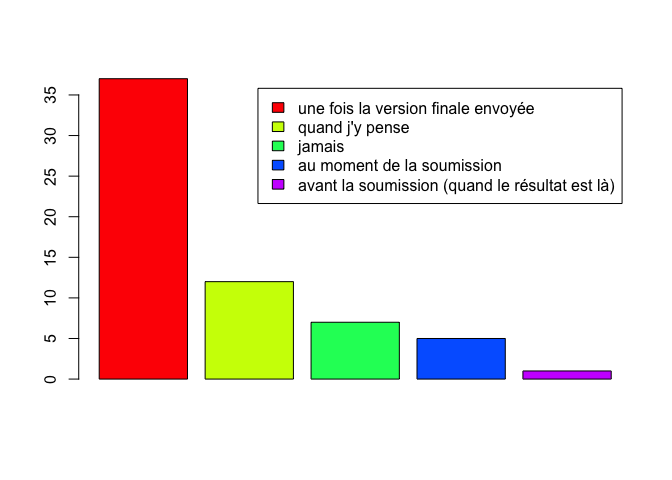 35
30
25
20
15
10
5
0
une fois la version finale envoyée
quand j'y pense
jamais
au moment de la soumission
avant la soumission (quand le résultat est là)